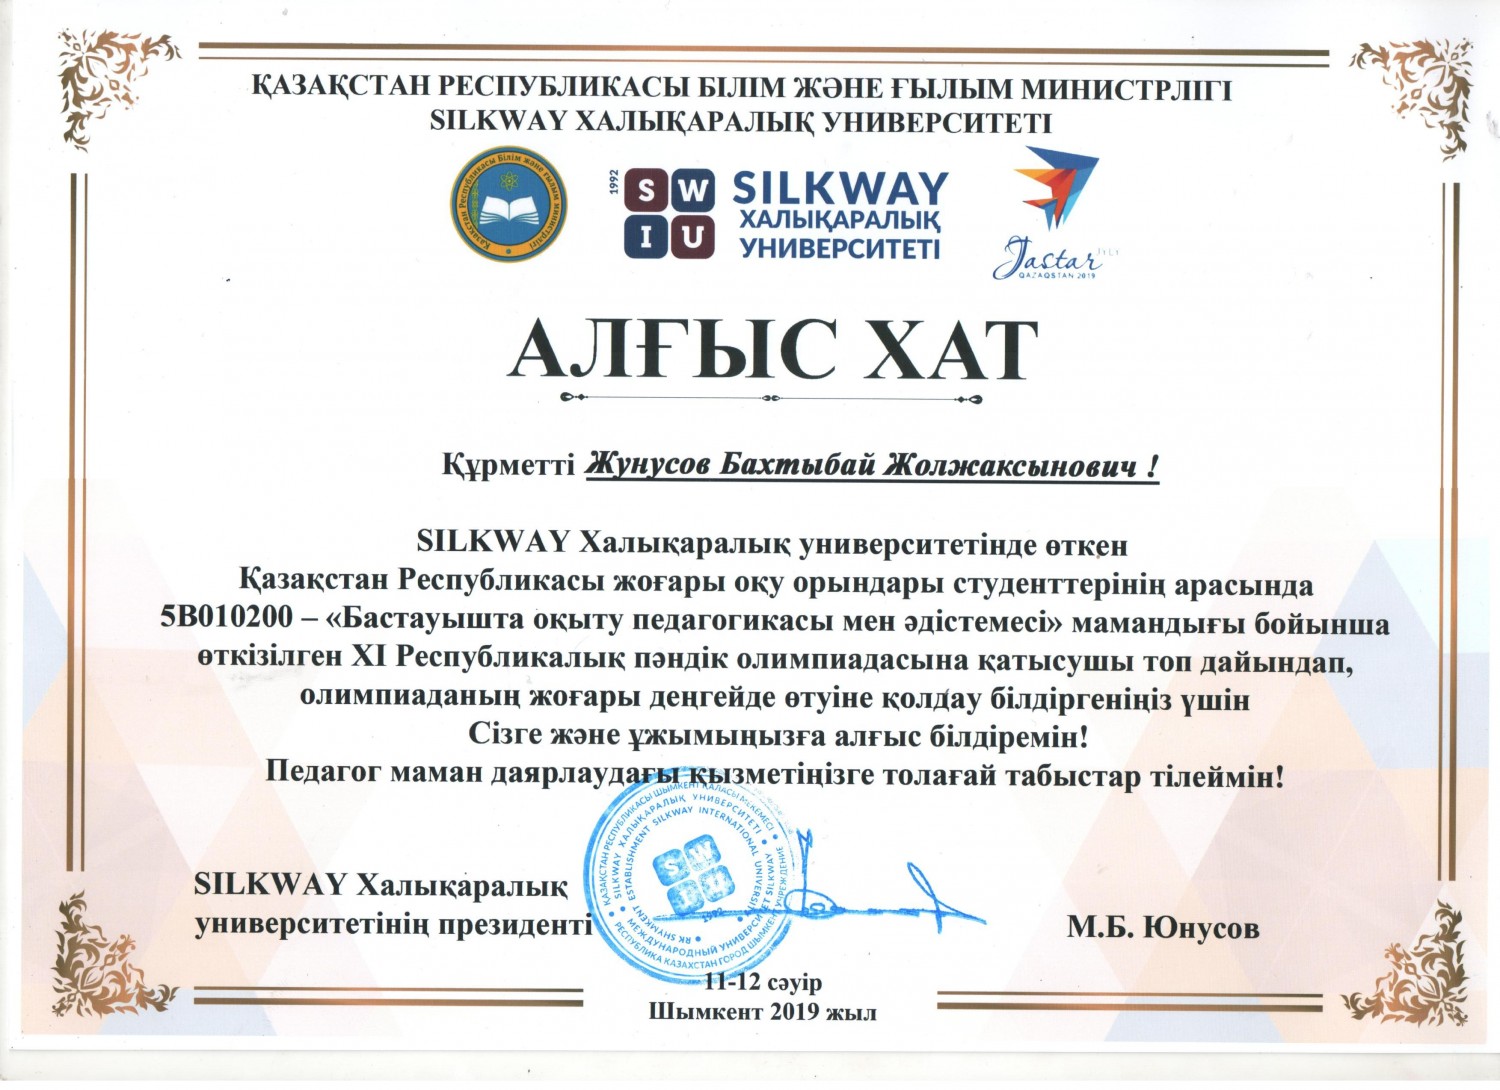 ҚАЗАҚСТАН РЕСПУБЛИКАСЫ БІЛІМ ЖӘНЕ ҒЫЛЫМ МИНИСТРЛІГІ
SILKWAY ХАЛЫҚАРАЛЫҚ УНИВЕРСИТЕТІ
Қазақстан Республикасы Білім және ғылым министрлігі
1992
S W
I U
SILKWAY
ХАЛЫҚАРАЛЫҚ
УНИВЕРСИТЕТІ
Jastar
QAZAQSTAN 2019
АЛҒЫС ХАТ
Құрметті Жунусов Бахтыбай Жолжаксынович !
SILKWAY Халықаралық университетінде өткен
Қазақстан Республикасы жоғары оқу орындары студенттерінің арасында
5В010200 – «Бастауышта оқыту педагогикасы мен әдістемесі» мамандығы бойынша
өткізілген XI Республикалық пәндік олимпиадасына қатысушы топ дайындап,
олимпиаданың жоғары деңгейде өтуіне қолдау білдіргеніңіз үшін
Сізге және ұжымыңызға алғыс білдіремін!
Педагог маман даярлаудағы қызметіңізге толағай табыстар тілеймін!
ҚАЗАҚСТАН РЕСПУБЛИКАСЫ ШЫМКЕНТ ҚАЛАСЫ МЕКЕМЕСІ
SILKWAY ХАЛЫҚАРАЛЫҚ УНИВЕРСИТЕТІ
RK SHYMKENT ESTABLISHMENT SILKWAY INTERNATIONAL UNIVERSITY
МЕЖДУНАРОДНЫЙ УНИВЕРСИТЕТ SILKWAY
РЕСПУБЛИКА КАЗАХСТАН ГОРОД ШЫМКЕНТ УЧРЕЖДЕНИЕ
1992
SILKWAY Халықаралық
университетінің президенті
М.Б. Юнусов
11-12 сәуір
Шымкент 2019 жыл